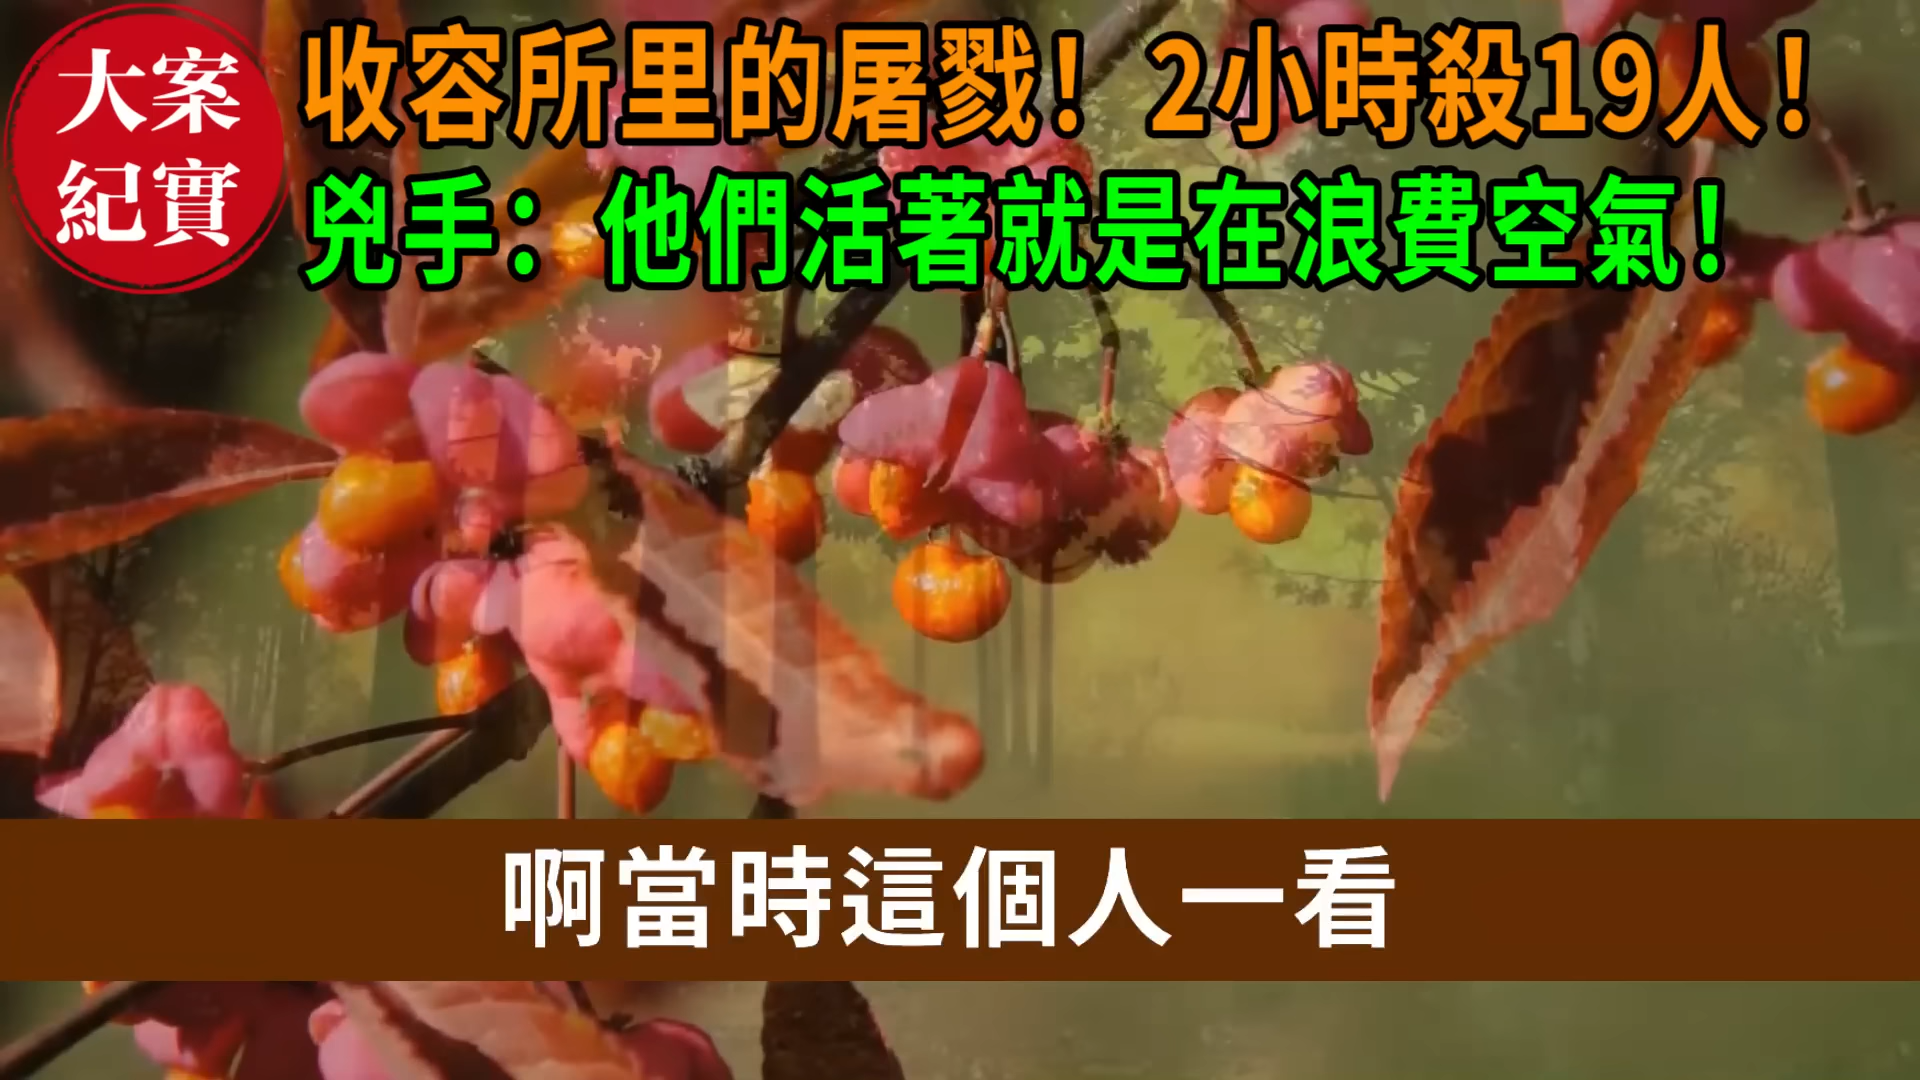 大案
紀實
收容所里的屠戮！2小時殺19人！
兇手：他們活著就是在浪費空氣！
啊當時這個人一看